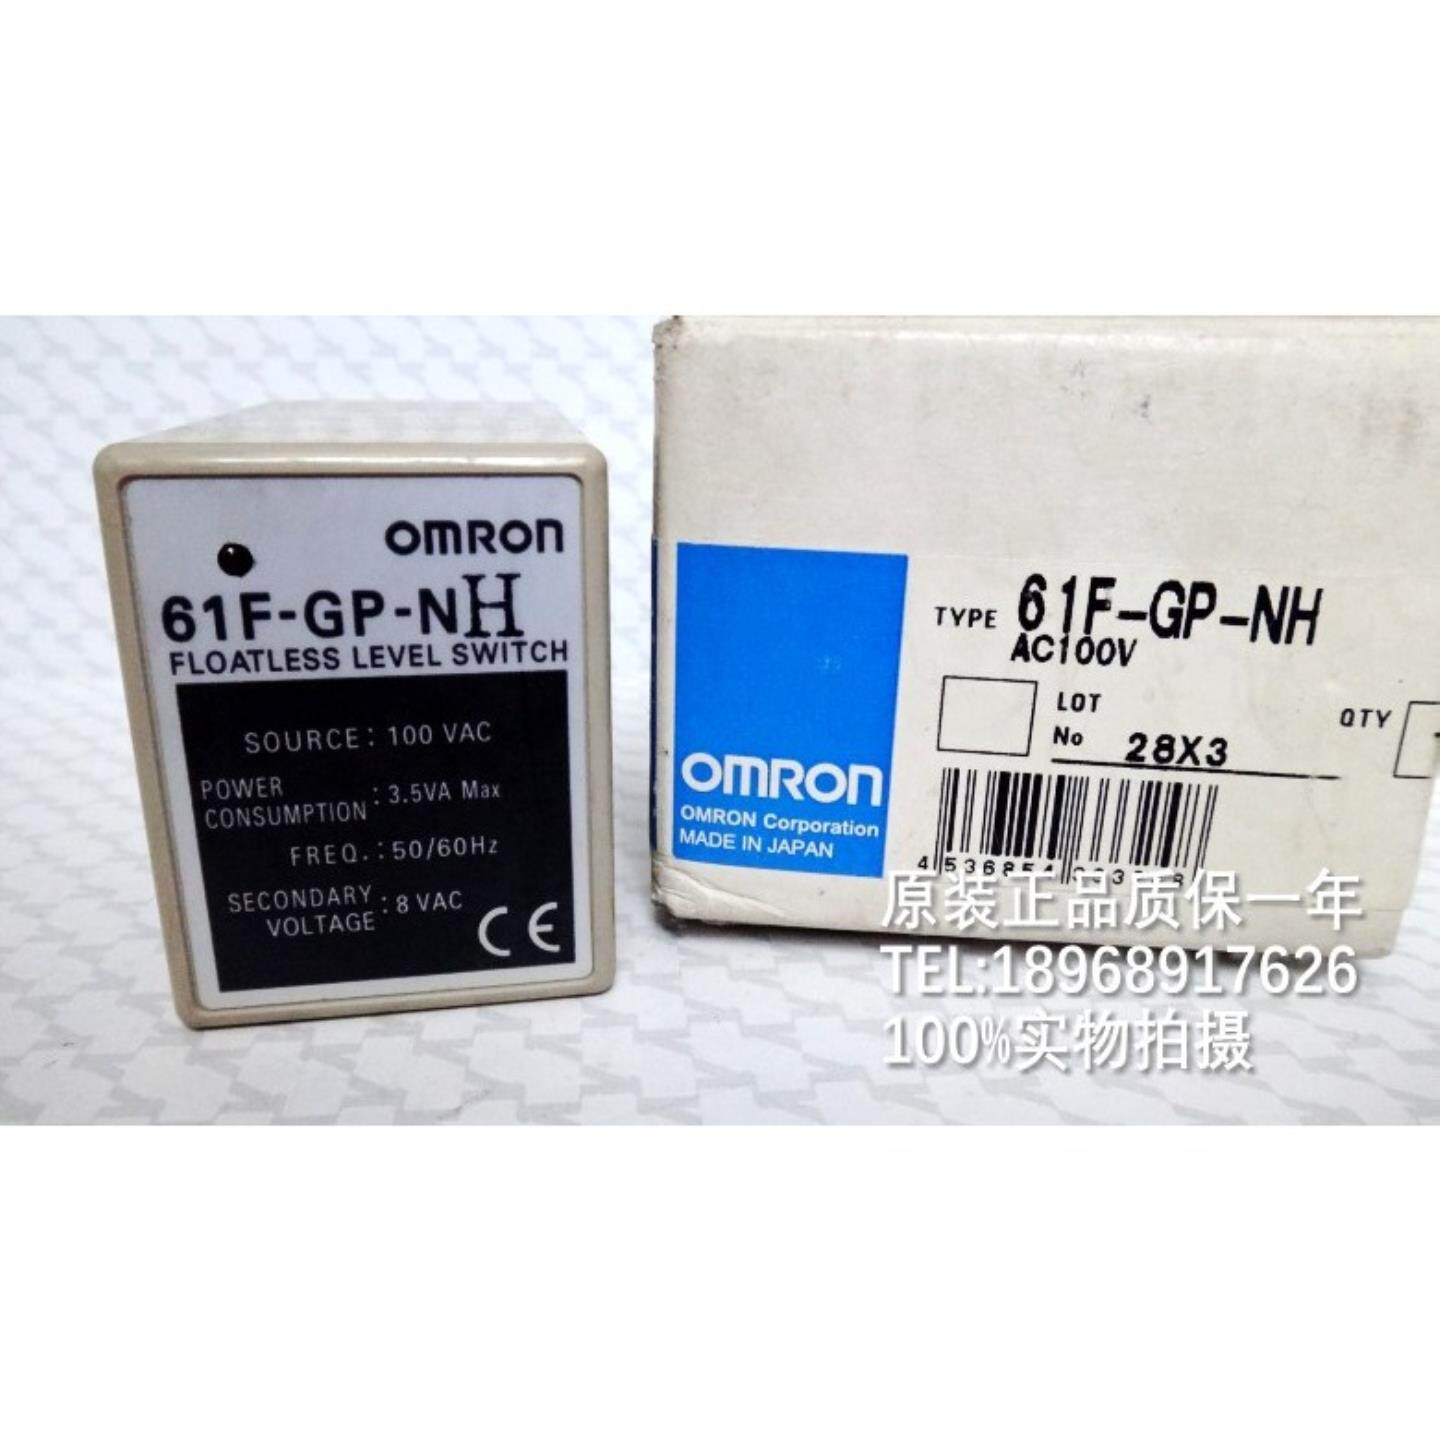 OMRON
61F-GP-NH
FLOATLESS LEVEL SWITCH
SOURCE: 100 VAC
POWER CONSUMPTION : 3.5VA Max
FREQ.: 50/60Hz
SECONDARY VOLTAGE : 8 VAC
CE
TYPE 61F-GP-NH
AC100V
LOT No 28X3
QTY
OMRON
OMRON Corporation
MADE IN JAPAN
4 536854
原装正品质保一年
TEL:18968917626
100%实物拍摄